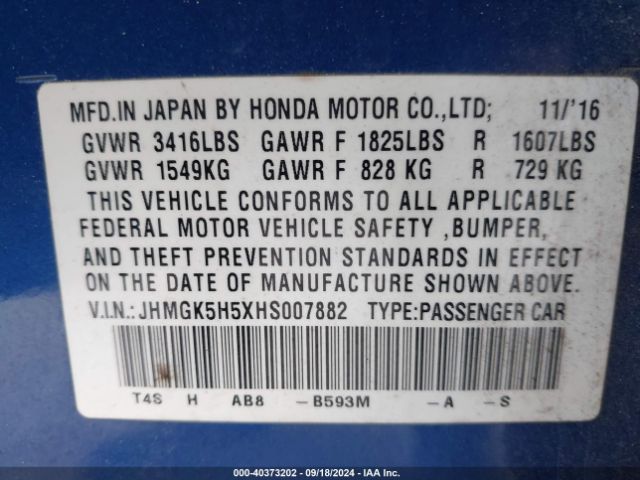 MFD.IN JAPAN BY HONDA MOTOR CO.,LTD; 11/'16
GVWR 3416LBS GAWR F 1825LBS R 1607LBS
GVWR 1549KG GAWR F 828 KG R 729 KG
THIS VEHICLE CONFORMS TO ALL APPLICABLE
FEDERAL MOTOR VEHICLE SAFETY ,BUMPER,
AND THEFT PREVENTION STANDARDS IN EFFECT
ON THE DATE OF MANUFACTURE SHOWN ABOVE.
V.I.N.:JHMGK5H5XHS007882 TYPE:PASSENGER CAR
T4S H AB8 -B593M -A -S
000-40373202 - 09/18/2024 - IAA Inc.